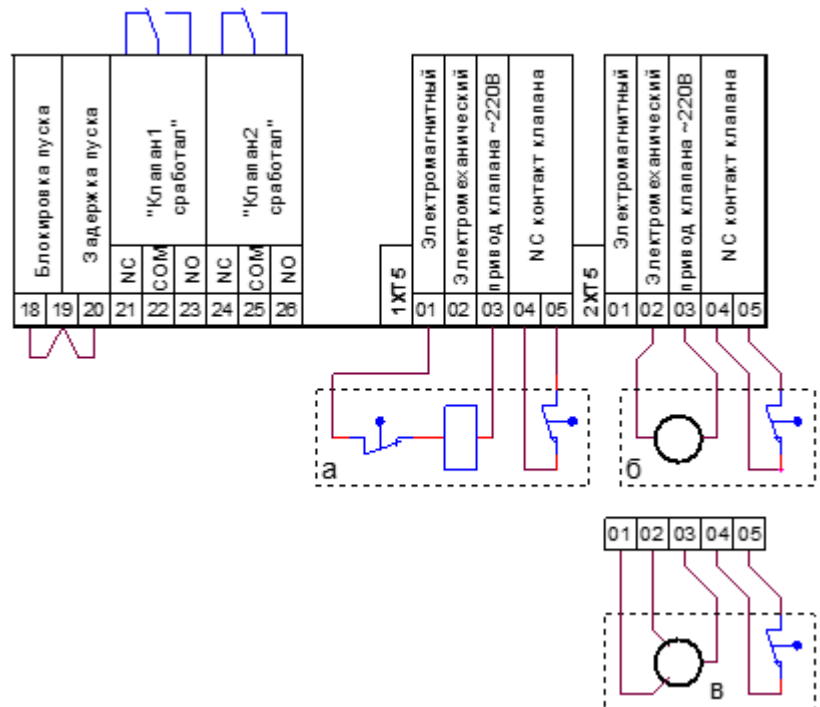 Блокировка пуска
Задержка пуска
"Клапан1
сработал"
"Клапан2
сработал"
NC
COM
NO
NC
COM
NO
18 19 20 21 22 23 24 25 26
1XT5
Электромагнитный
Электромеханический
привод клапана ~220В
NC контакт клапана
01 02 03 04 05
2XT5
Электромагнитный
Электромеханический
привод клапана ~220В
NC контакт клапана
01 02 03 04 05
а
б
01 02 03 04 05
в